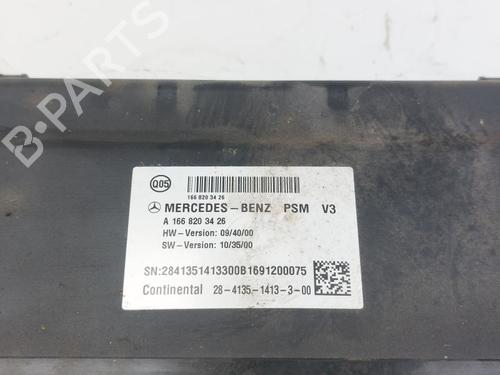 B-PARTS
Q05
166 820 34 26
MERCEDES-BENZ PSM V3
A 166 820 34 26
HW-Version: 09/40/00
SW-Version: 10/35/00
SN:2841351413300B1691200075
Continental 28-4135-1413-3-00